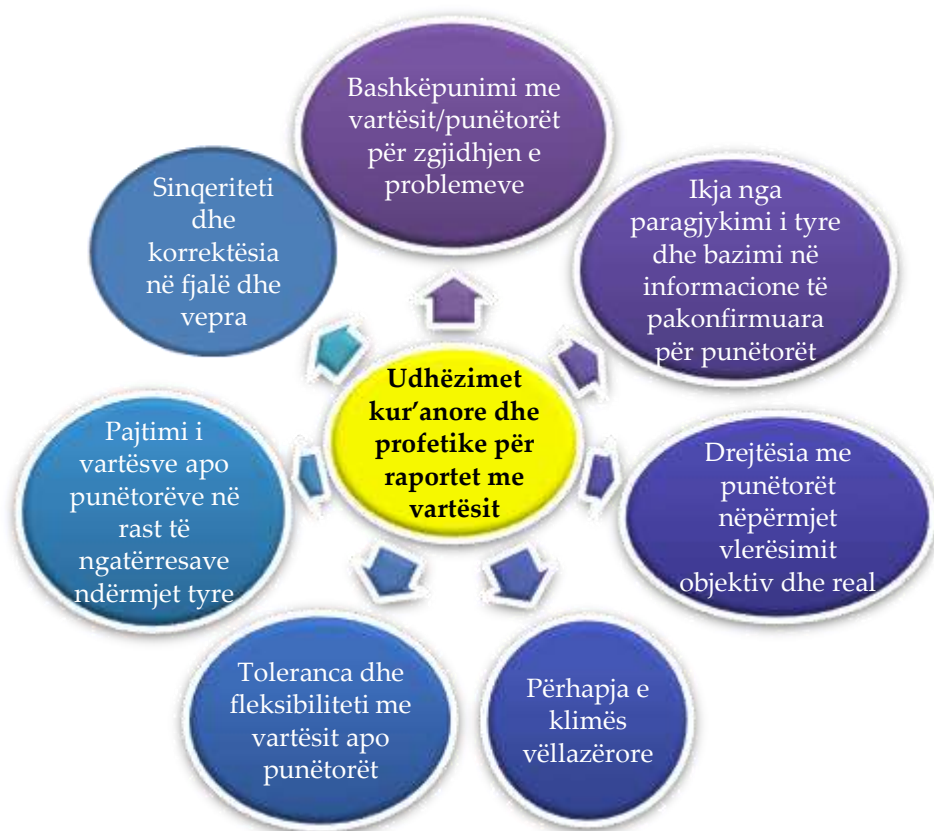 Bashkëpunimi me
vartësit/punëtorët
për zgjidhjen e
problemeve
Ikja nga
paragjykimi i tyre
dhe bazimi në
informacione të
pakonfirmuara
për punëtorët
Drejtësia me
punëtorët
nëpërmjet
vlerësimit
objektiv dhe real
Përhapja e
klimës
vëllazërore
Toleranca dhe
fleksibiliteti me
vartësit apo
punëtorët
Pajtimi i
vartësve apo
punëtorëve në
rast të
ngatërresave
ndërmjet tyre
Sinqeriteti
dhe
korrektësia
në fjalë dhe
vepra
Udhëzimet
kur’anore dhe
profetike për
raportet me
vartësit